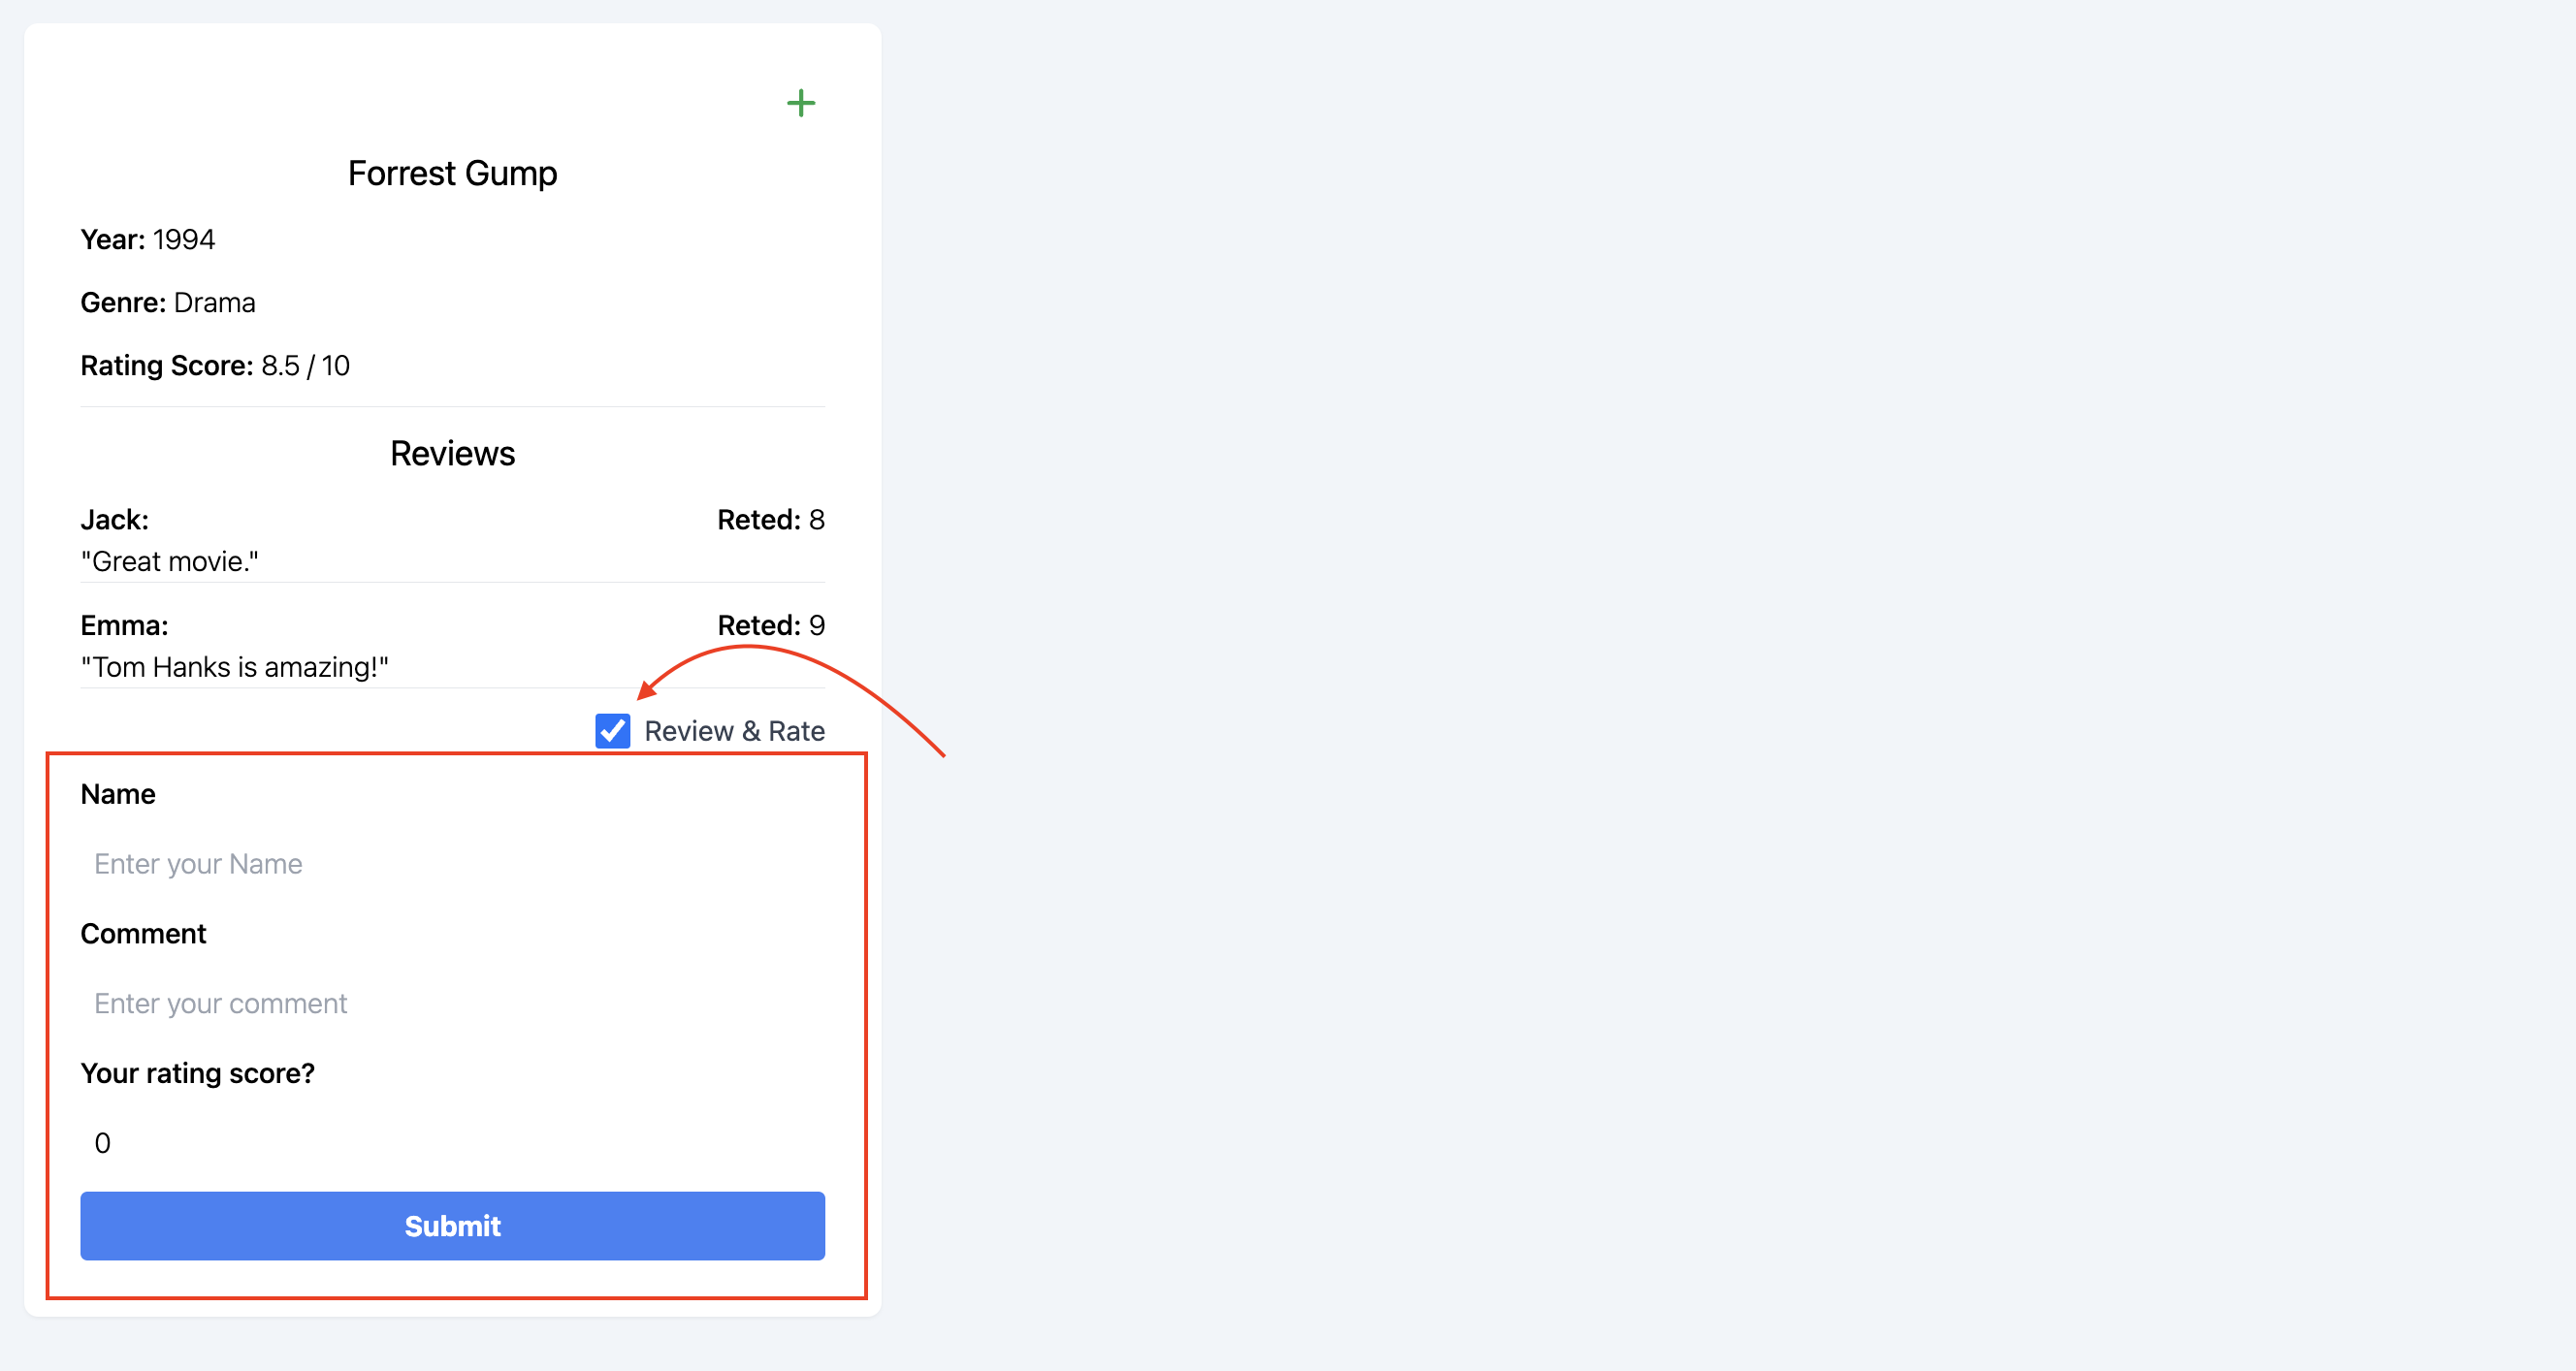 Forrest Gump
Year: 1994
Genre: Drama
Rating Score: 8.5 / 10
Reviews
Jack: Reted: 8
"Great movie."
Emma: Reted: 9
"Tom Hanks is amazing!"
Review & Rate
Name
Enter your Name
Comment
Enter your comment
Your rating score?
0
Submit